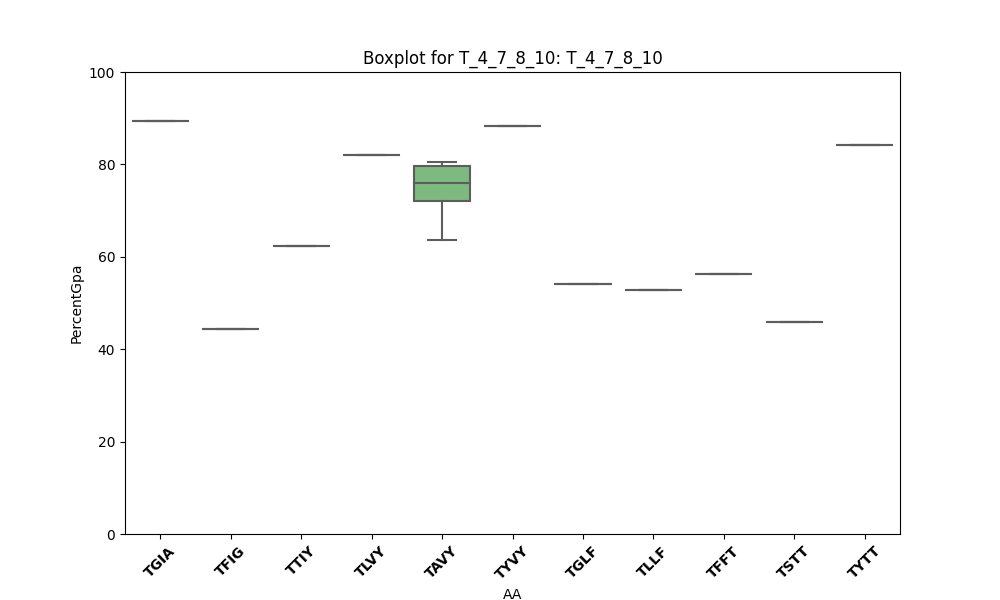 Boxplot for T_4_7_8_10: T_4_7_8_10
100
80
60
40
20
0
PercentGpa
TGIA TFIG TTIY TLVY TAVY TYVY TGLF TLLF TFFT TSTT TYTT
AA